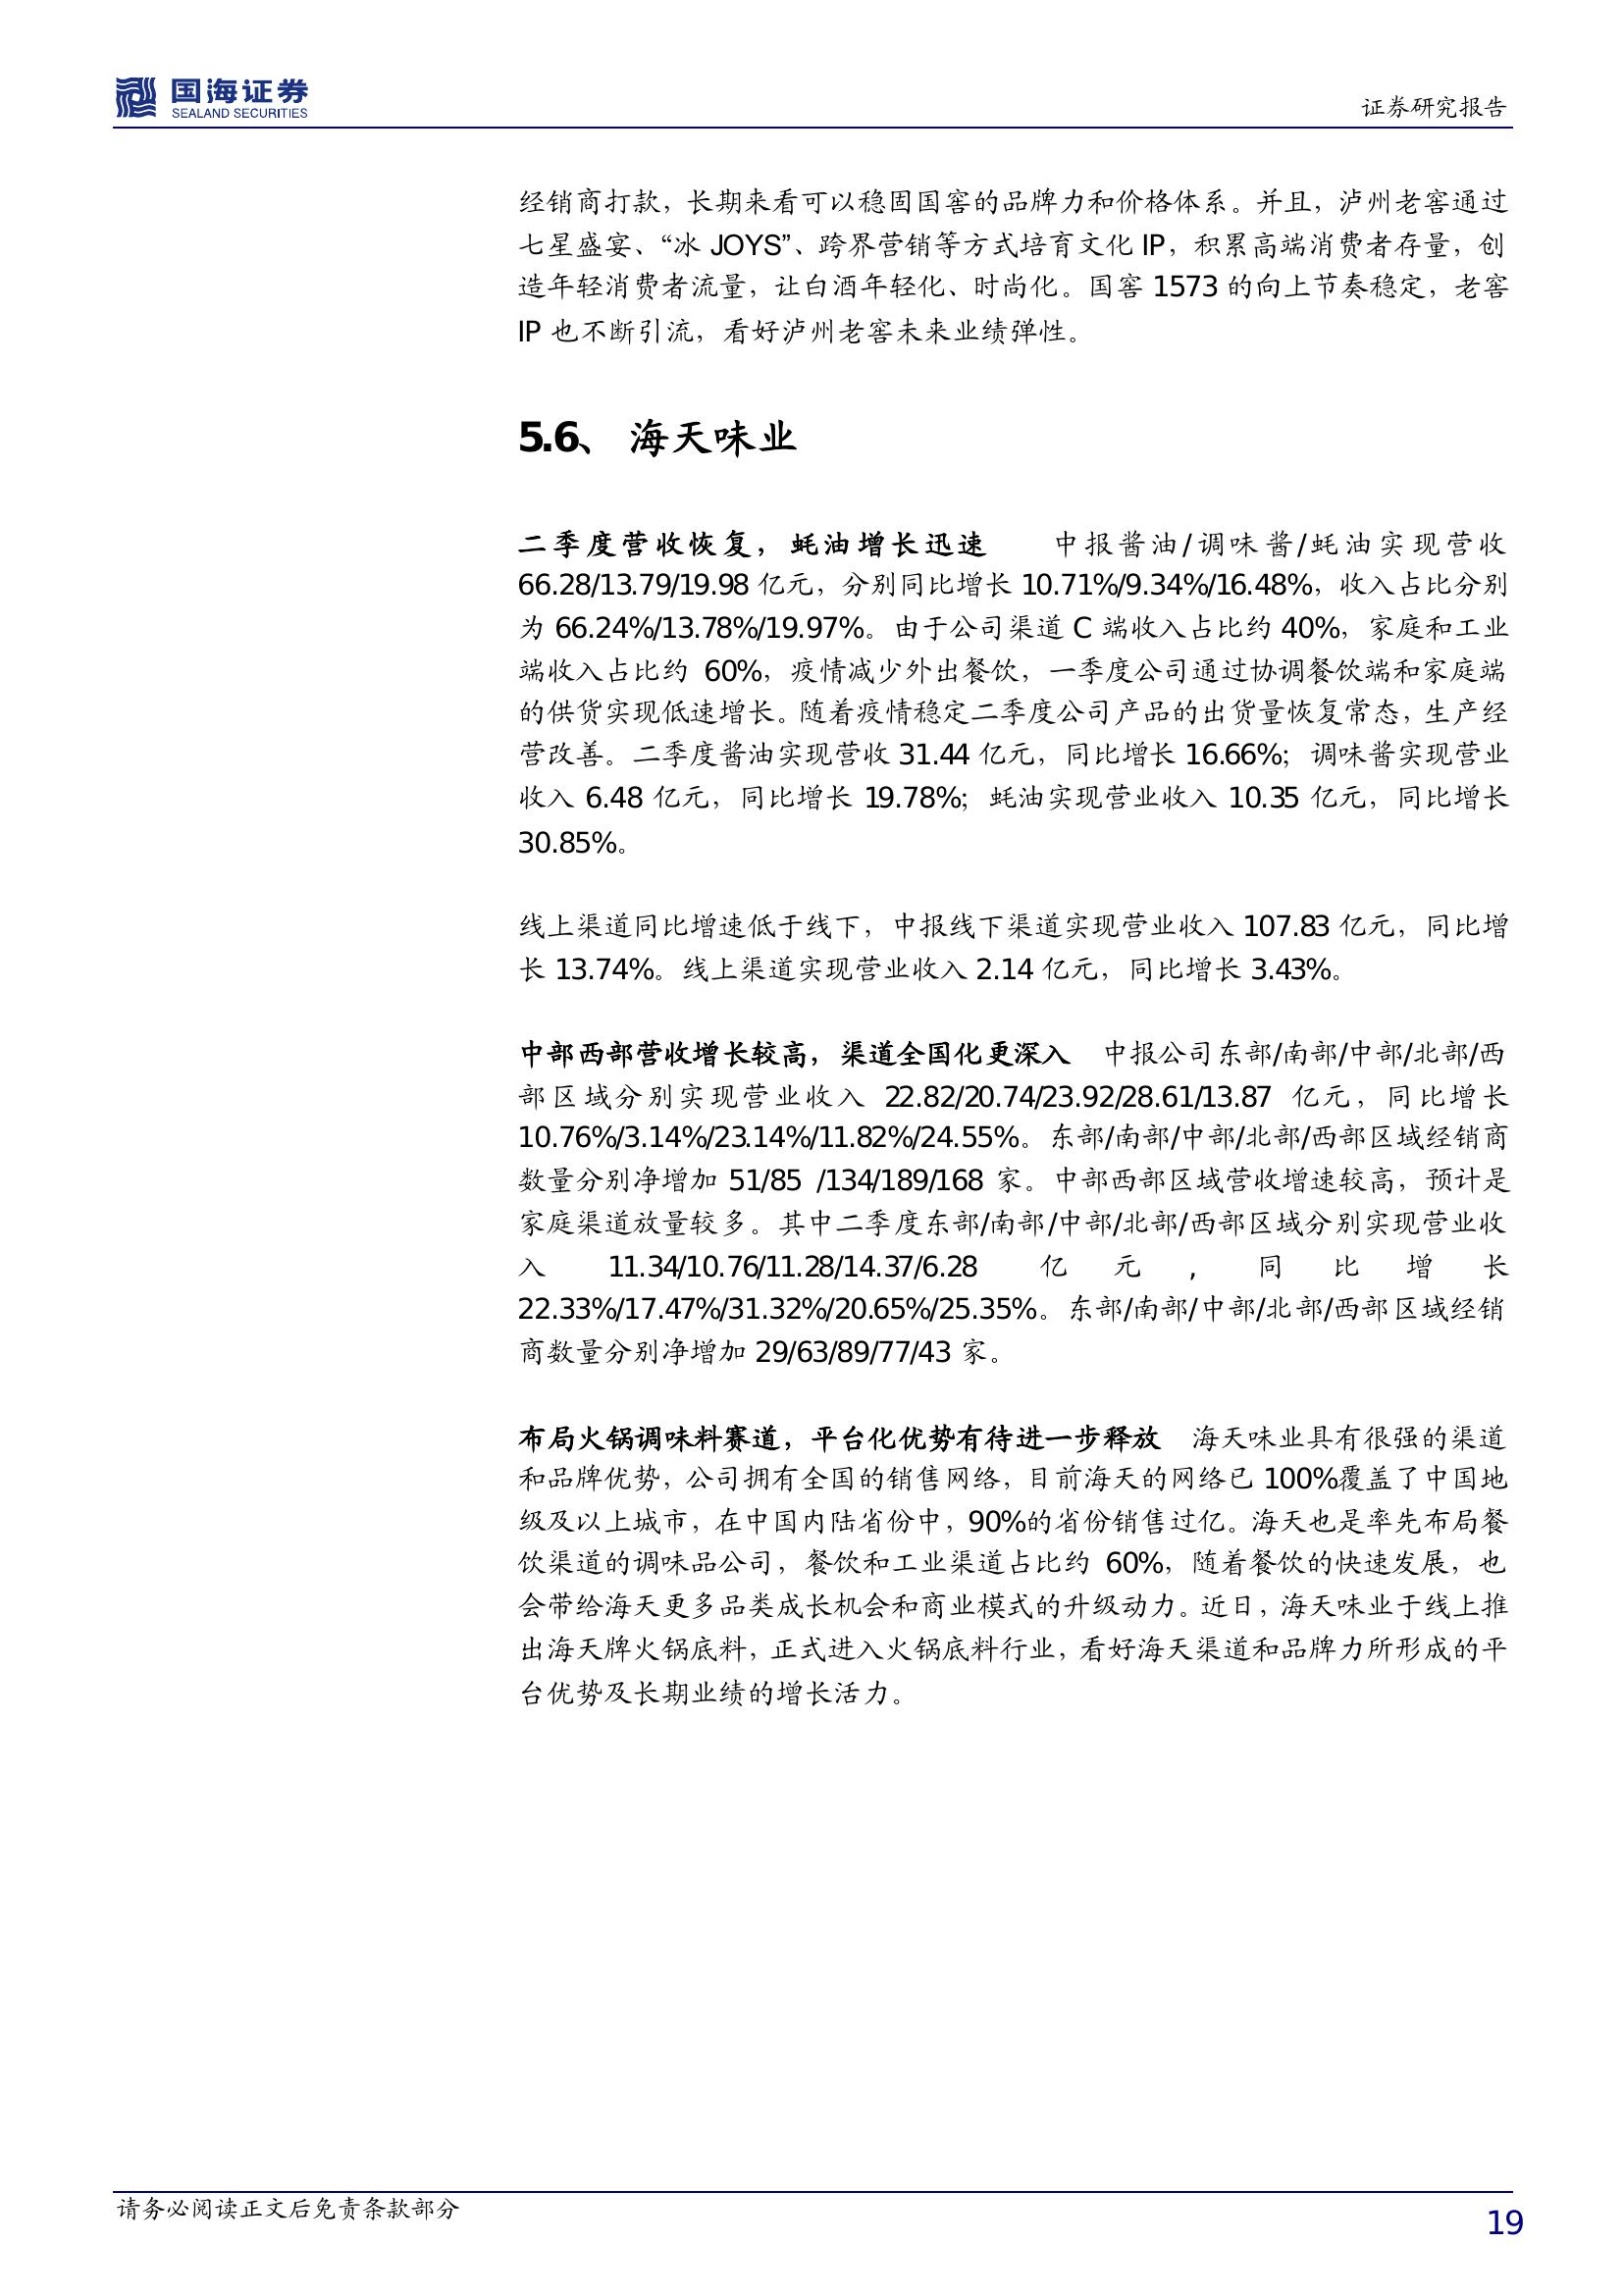 国海证券
SEALAND SECURITIES
证券研究报告
经销商打款，长期来看可以稳固国窖的品牌力和价格体系。并且，泸州老窖通过
七星盛宴、“冰 JOYS”、跨界营销等方式培育文化 IP，积累高端消费者存量，创
造年轻消费者流量，让白酒年轻化、时尚化。国窖 1573 的向上节奏稳定，老窖
IP 也不断引流，看好泸州老窖未来业绩弹性。
5.6、 海天味业
二季度营收恢复，蚝油增长迅速 中报酱油/调味酱/蚝油实现营收
66.28/13.79/19.98 亿元，分别同比增长 10.71%/9.34%/16.48%，收入占比分别
为 66.24%/13.78%/19.97%。由于公司渠道 C 端收入占比约 40%，家庭和工业
端收入占比约 60%，疫情减少外出餐饮，一季度公司通过协调餐饮端和家庭端
的供货实现低速增长。随着疫情稳定二季度公司产品的出货量恢复常态，生产经
营改善。二季度酱油实现营收 31.44 亿元，同比增长 16.66%；调味酱实现营业
收入 6.48 亿元，同比增长 19.78%；蚝油实现营业收入 10.35 亿元，同比增长
30.85%。
线上渠道同比增速低于线下，中报线下渠道实现营业收入 107.83 亿元，同比增
长 13.74%。线上渠道实现营业收入 2.14 亿元，同比增长 3.43%。
中部西部营收增长较高，渠道全国化更深入 中报公司东部/南部/中部/北部/西
部区域分别实现营业收入 22.82/20.74/23.92/28.61/13.87 亿元，同比增长
10.76%/3.14%/23.14%/11.82%/24.55%。东部/南部/中部/北部/西部区域经销商
数量分别净增加 51/85 /134/189/168 家。中部西部区域营收增速较高，预计是
家庭渠道放量较多。其中二季度东部/南部/中部/北部/西部区域分别实现营业收
入 11.34/10.76/11.28/14.37/6.28 亿元，同比增长
22.33%/17.47%/31.32%/20.65%/25.35%。东部/南部/中部/北部/西部区域经销
商数量分别净增加 29/63/89/77/43 家。
布局火锅调味料赛道，平台化优势有待进一步释放 海天味业具有很强的渠道
和品牌优势，公司拥有全国的销售网络，目前海天的网络已 100%覆盖了中国地
级及以上城市，在中国内陆省份中，90%的省份销售过亿。海天也是率先布局餐
饮渠道的调味品公司，餐饮和工业渠道占比约 60%，随着餐饮的快速发展，也
会带给海天更多品类成长机会和商业模式的升级动力。近日，海天味业于线上推
出海天牌火锅底料，正式进入火锅底料行业，看好海天渠道和品牌力所形成的平
台优势及长期业绩的增长活力。
请务必阅读正文后免责条款部分
19